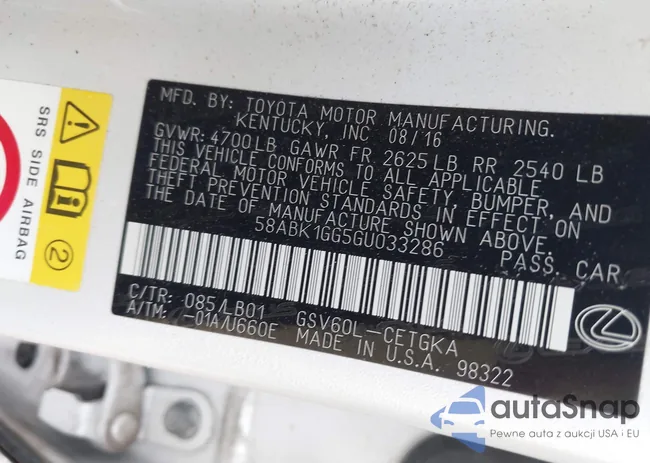 MFD. BY: TOYOTA MOTOR MANUFACTURING.
KENTUCKY, INC 08/16
GVWR: 4700LB GAWR FR 2625LB RR 2540 LB
THIS VEHICLE CONFORMS TO ALL APPLICABLE
FEDERAL MOTOR VEHICLE SAFETY, BUMPER, AND
THEFT PREVENTION STANDARDS IN EFFECT ON
THE DATE OF MANUFACTURE SHOWN ABOVE.
58ABK1GG5GU033286 PASS. CAR
C/TR: 085/LB01 GSV60L-CETGKA
A/TM: -01A/U660E MADE IN U.S.A. 98322
SRS SIDE AIRBAG
2
autaSnap
Pewne auta z aukcji USA i EU